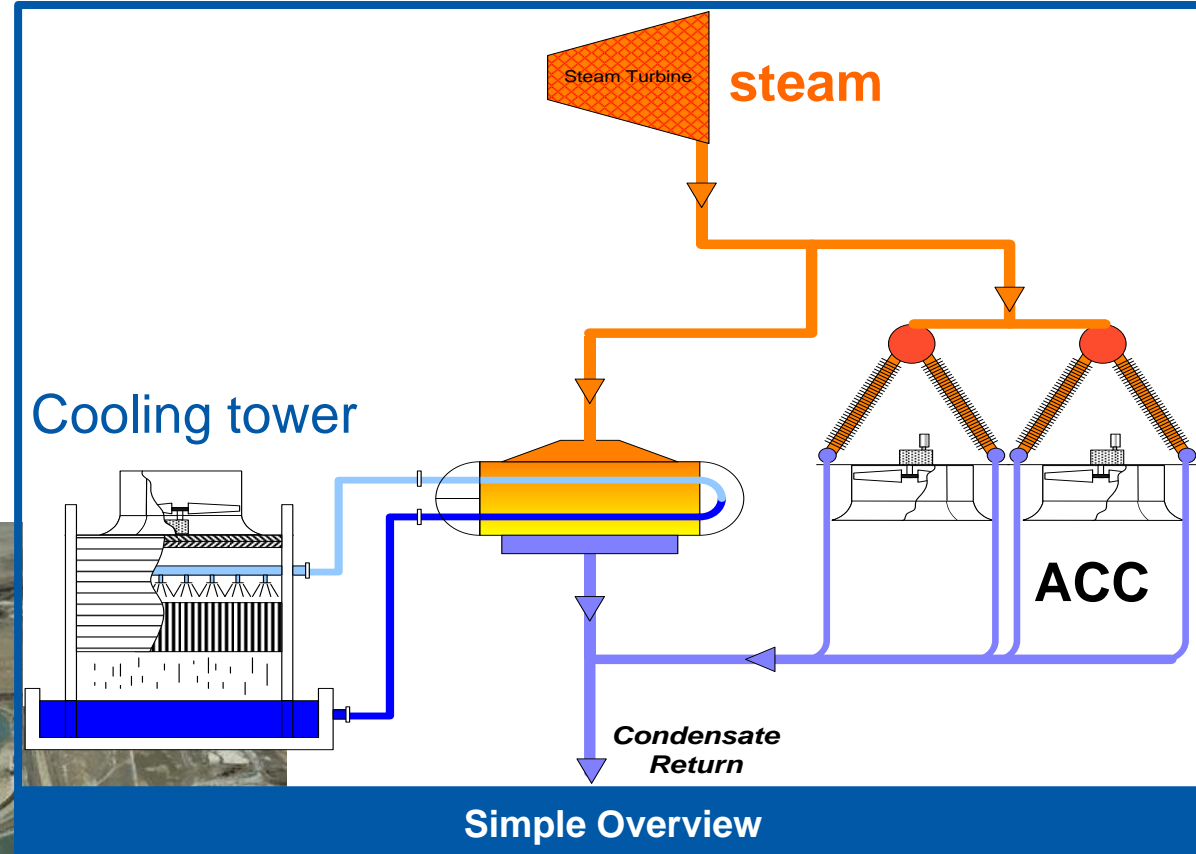 Steam Turbine
steam
Cooling tower
ACC
Condensate
Return
Simple Overview